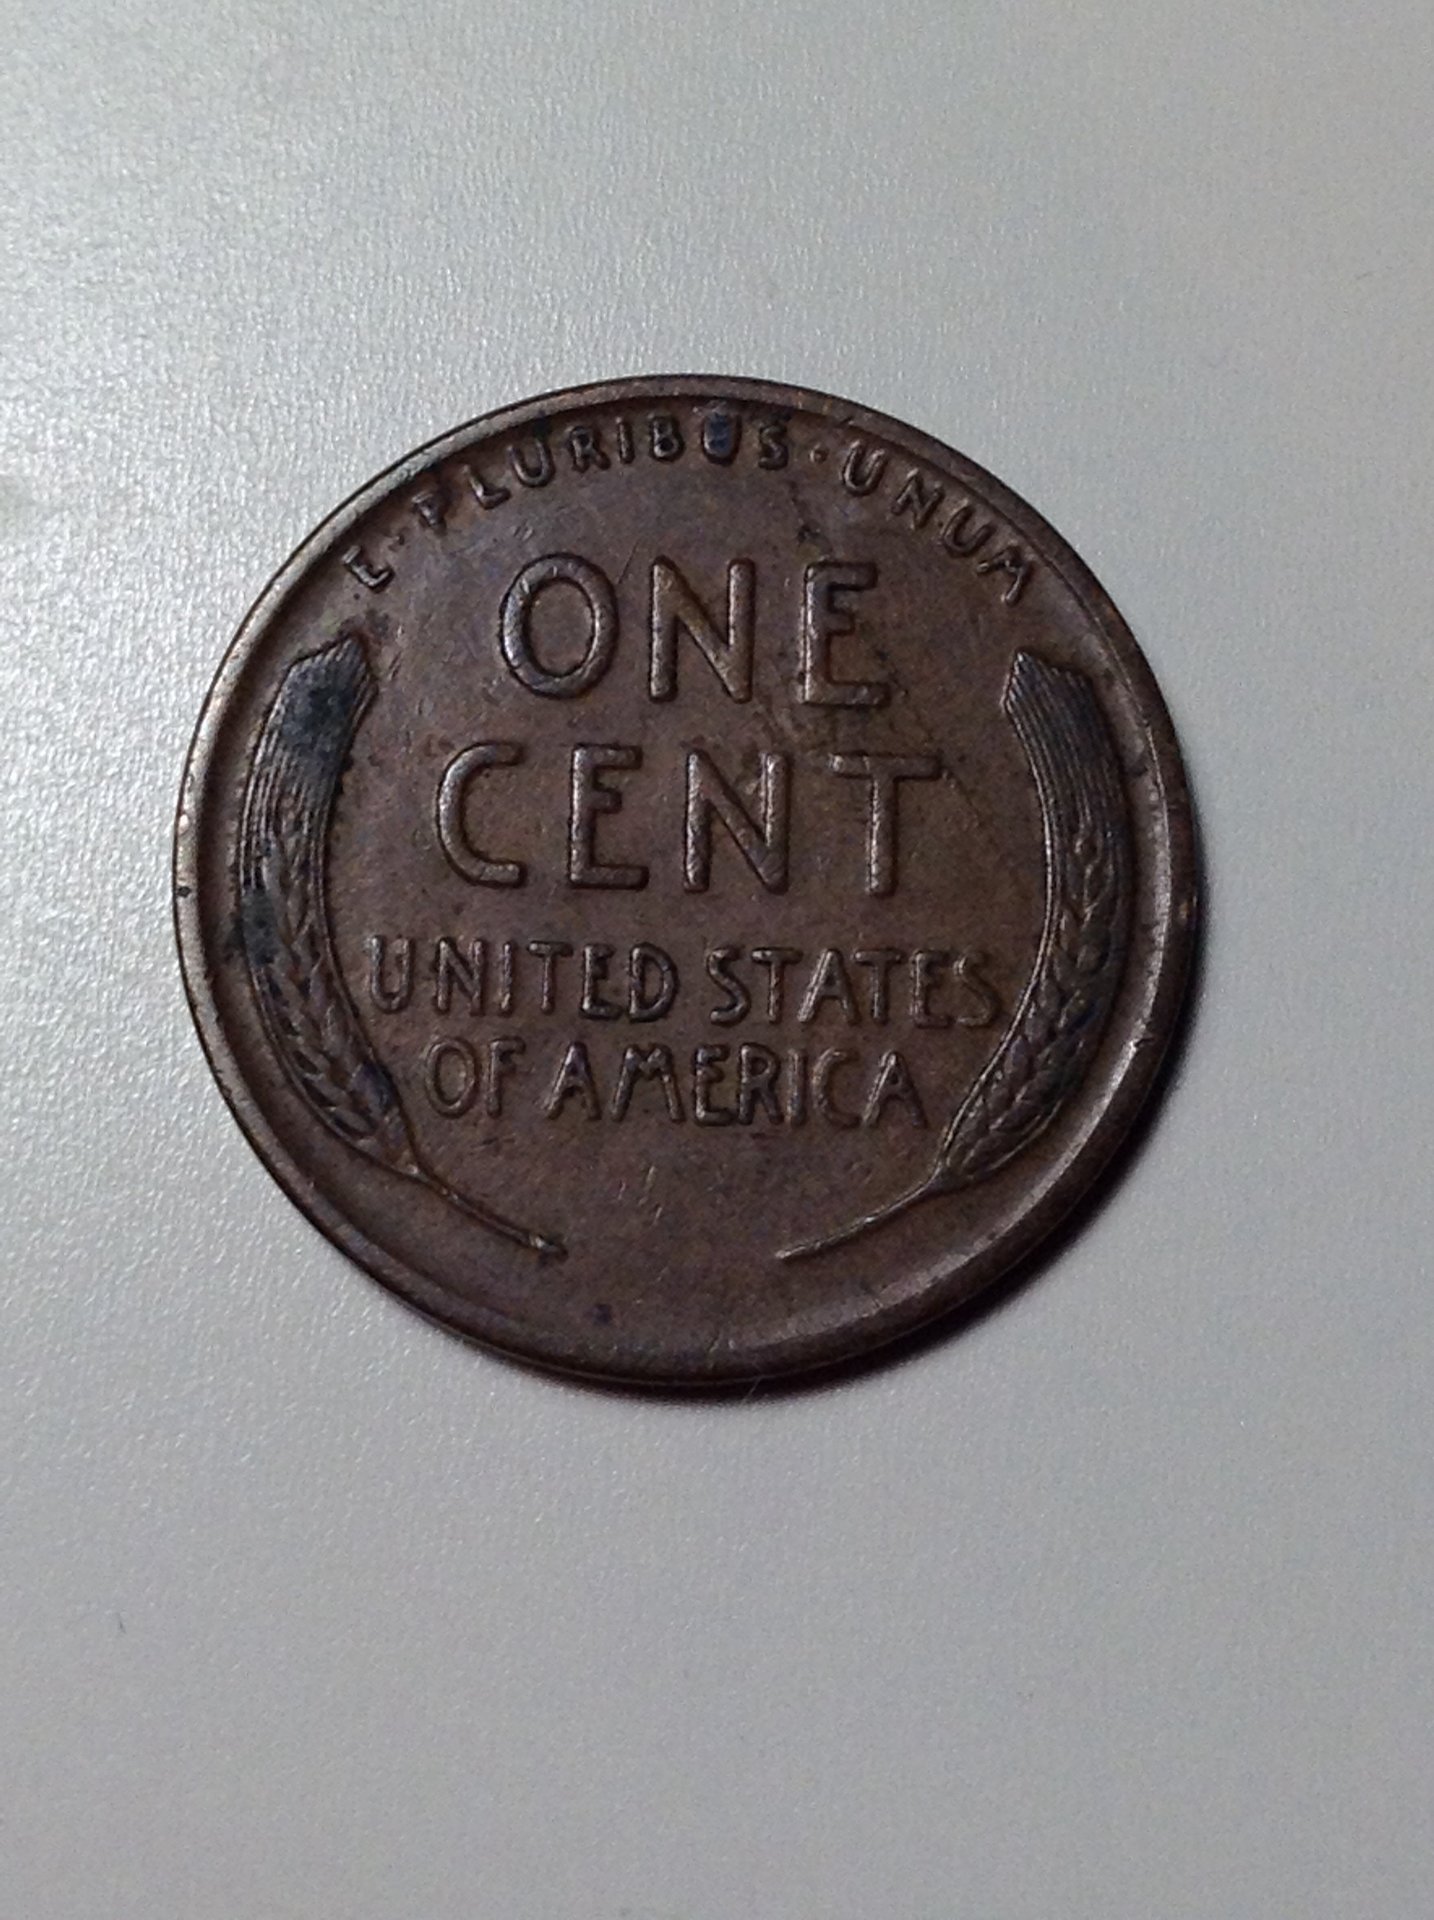 E · PLURIBUS · UNUM
ONE
CENT
UNITED STATES
OF AMERICA